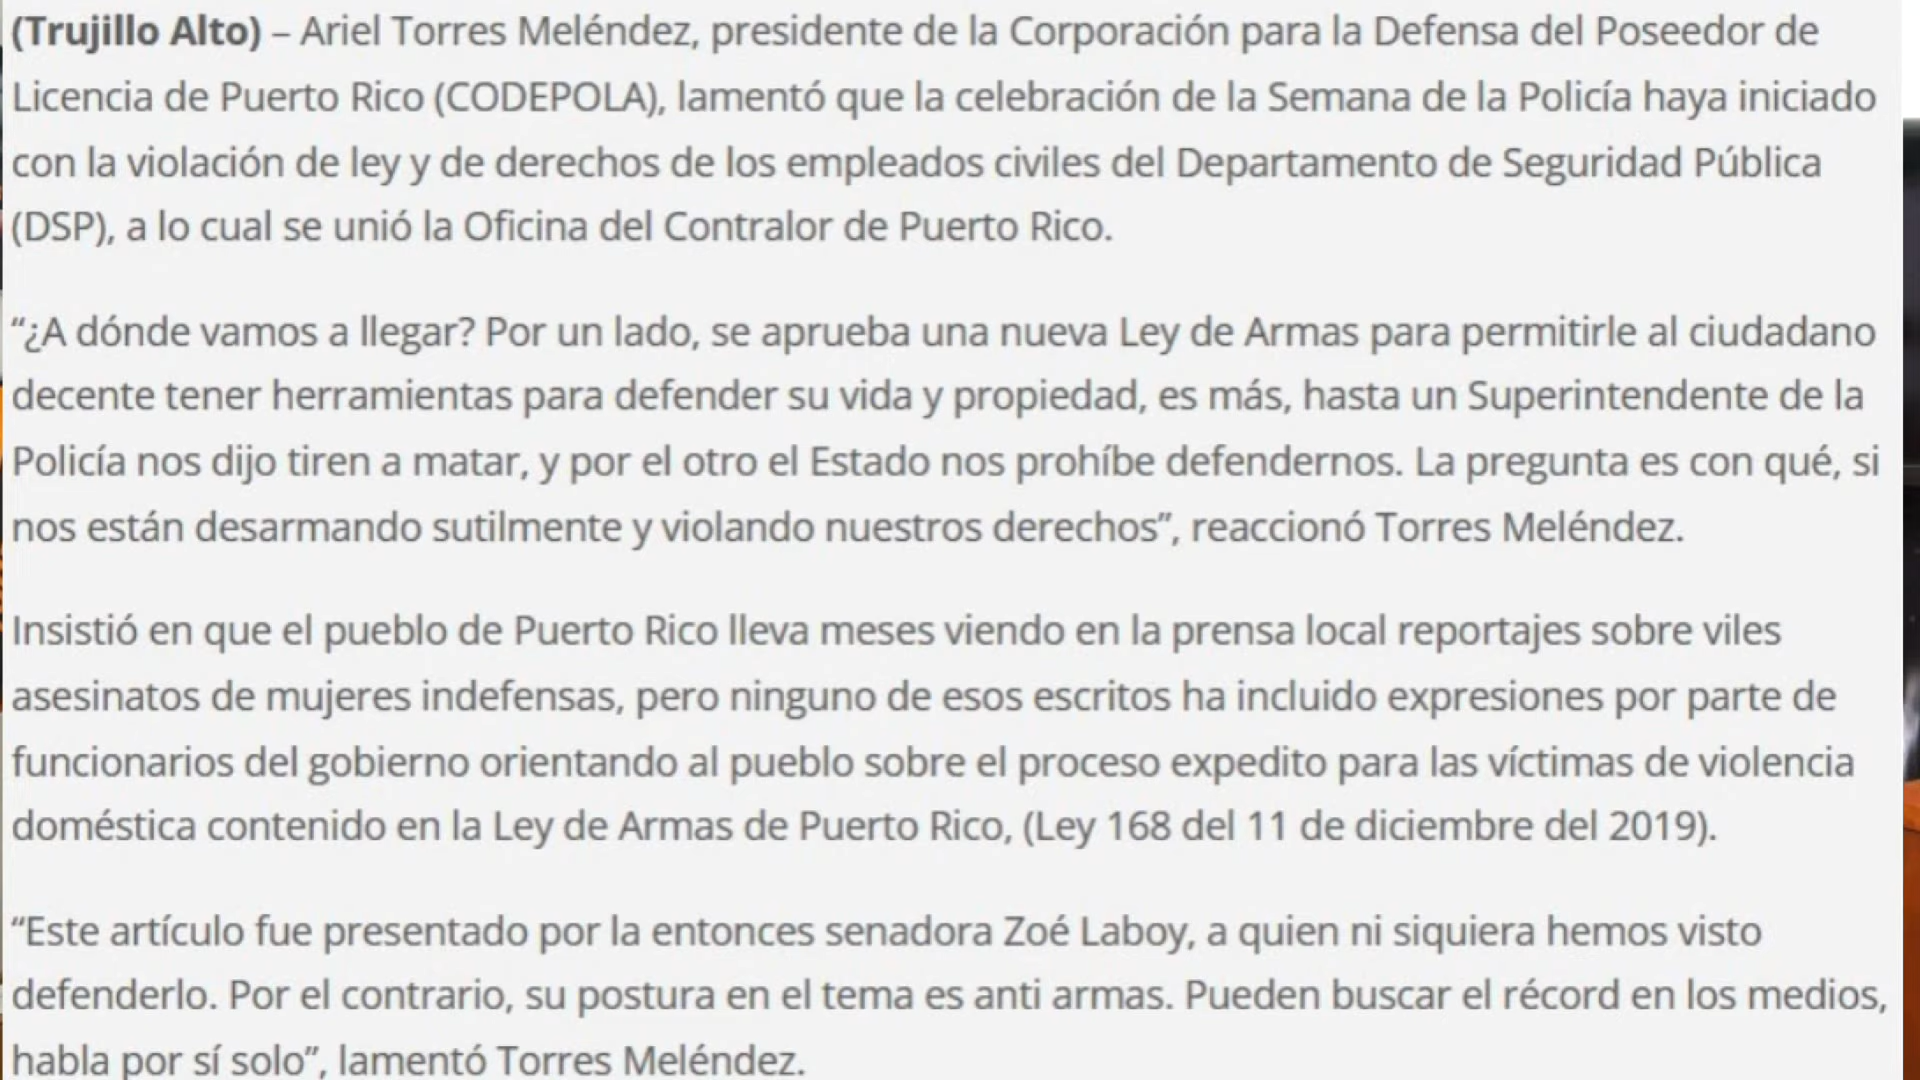 (Trujillo Alto) – Ariel Torres Meléndez, presidente de la Corporación para la Defensa del Poseedor de
Licencia de Puerto Rico (CODEPOLA), lamentó que la celebración de la Semana de la Policía haya iniciado
con la violación de ley y de derechos de los empleados civiles del Departamento de Seguridad Pública
(DSP), a lo cual se unió la Oficina del Contralor de Puerto Rico.
“¿A dónde vamos a llegar? Por un lado, se aprueba una nueva Ley de Armas para permitirle al ciudadano
decente tener herramientas para defender su vida y propiedad, es más, hasta un Superintendente de la
Policía nos dijo tiren a matar, y por el otro el Estado nos prohíbe defendernos. La pregunta es con qué, si
nos están desarmando sutilmente y violando nuestros derechos”, reaccionó Torres Meléndez.
Insistió en que el pueblo de Puerto Rico lleva meses viendo en la prensa local reportajes sobre viles
asesinatos de mujeres indefensas, pero ninguno de esos escritos ha incluido expresiones por parte de
funcionarios del gobierno orientando al pueblo sobre el proceso expedito para las víctimas de violencia
doméstica contenido en la Ley de Armas de Puerto Rico, (Ley 168 del 11 de diciembre del 2019).
“Este artículo fue presentado por la entonces senadora Zoé Laboy, a quien ni siquiera hemos visto
defenderlo. Por el contrario, su postura en el tema es anti armas. Pueden buscar el récord en los medios,
habla por sí solo”, lamentó Torres Meléndez.